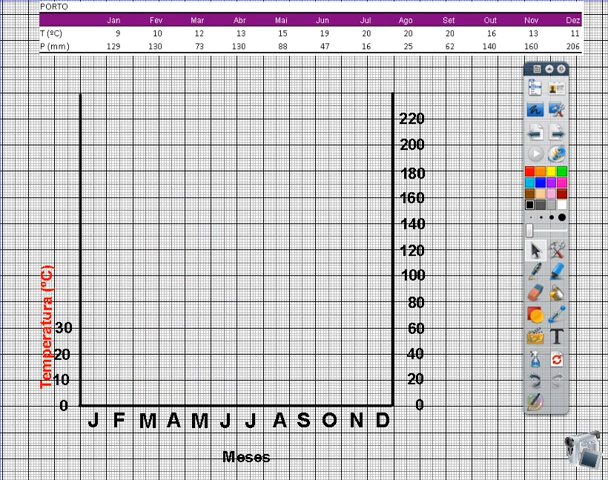 PORTO
Jan Fev Mar Abr Mai Jun Jul Ago Set Out Nov Dez
T (ºC) 9 10 12 13 15 19 20 20 20 16 13 11
P (mm) 129 130 73 130 88 47 16 25 62 140 160 206
220
200
180
160
140
120
100
80
30 60
20 40
10 20
0 0
Temperatura (ºC)
J F M A M J J A S O N D
Meses